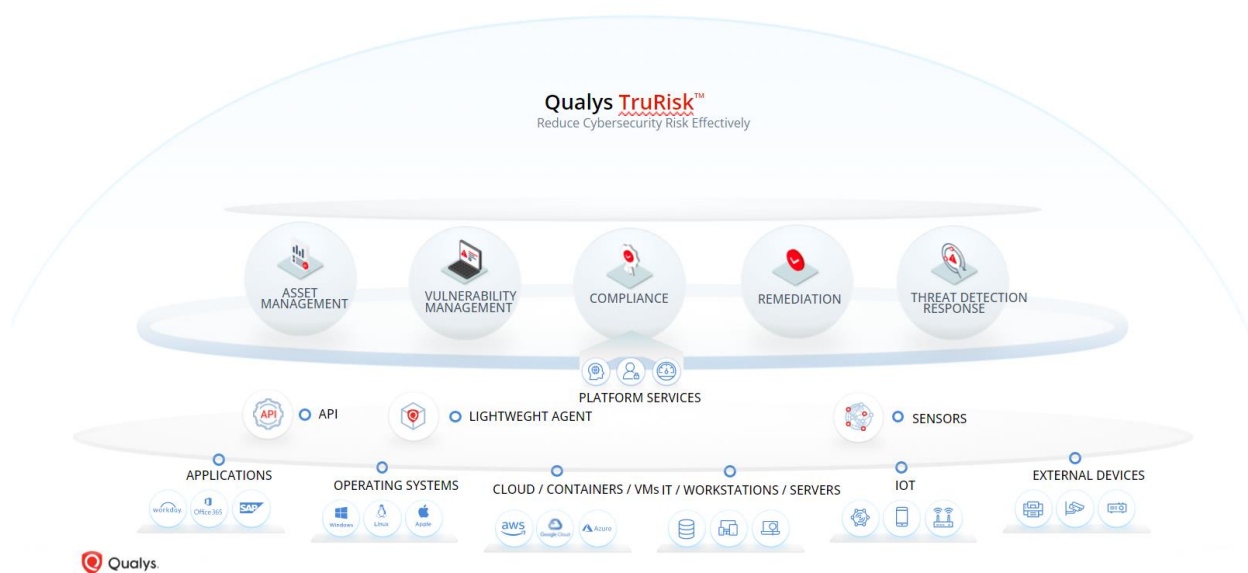 Qualys TruRisk™
Reduce Cybersecurity Risk Effectively
ASSET
MANAGEMENT
VULNERABILITY
MANAGEMENT
COMPLIANCE
REMEDIATION
THREAT DETECTION
RESPONSE
PLATFORM SERVICES
API
API
LIGHTWEGHT AGENT
SENSORS
APPLICATIONS
OPERATING SYSTEMS
CLOUD / CONTAINERS / VMs
IT / WORKSTATIONS / SERVERS
IOT
EXTERNAL DEVICES
workday.
Office 365
SAP
Windows
Linux
Apple
aws
Google Cloud
Azure
Qualys.